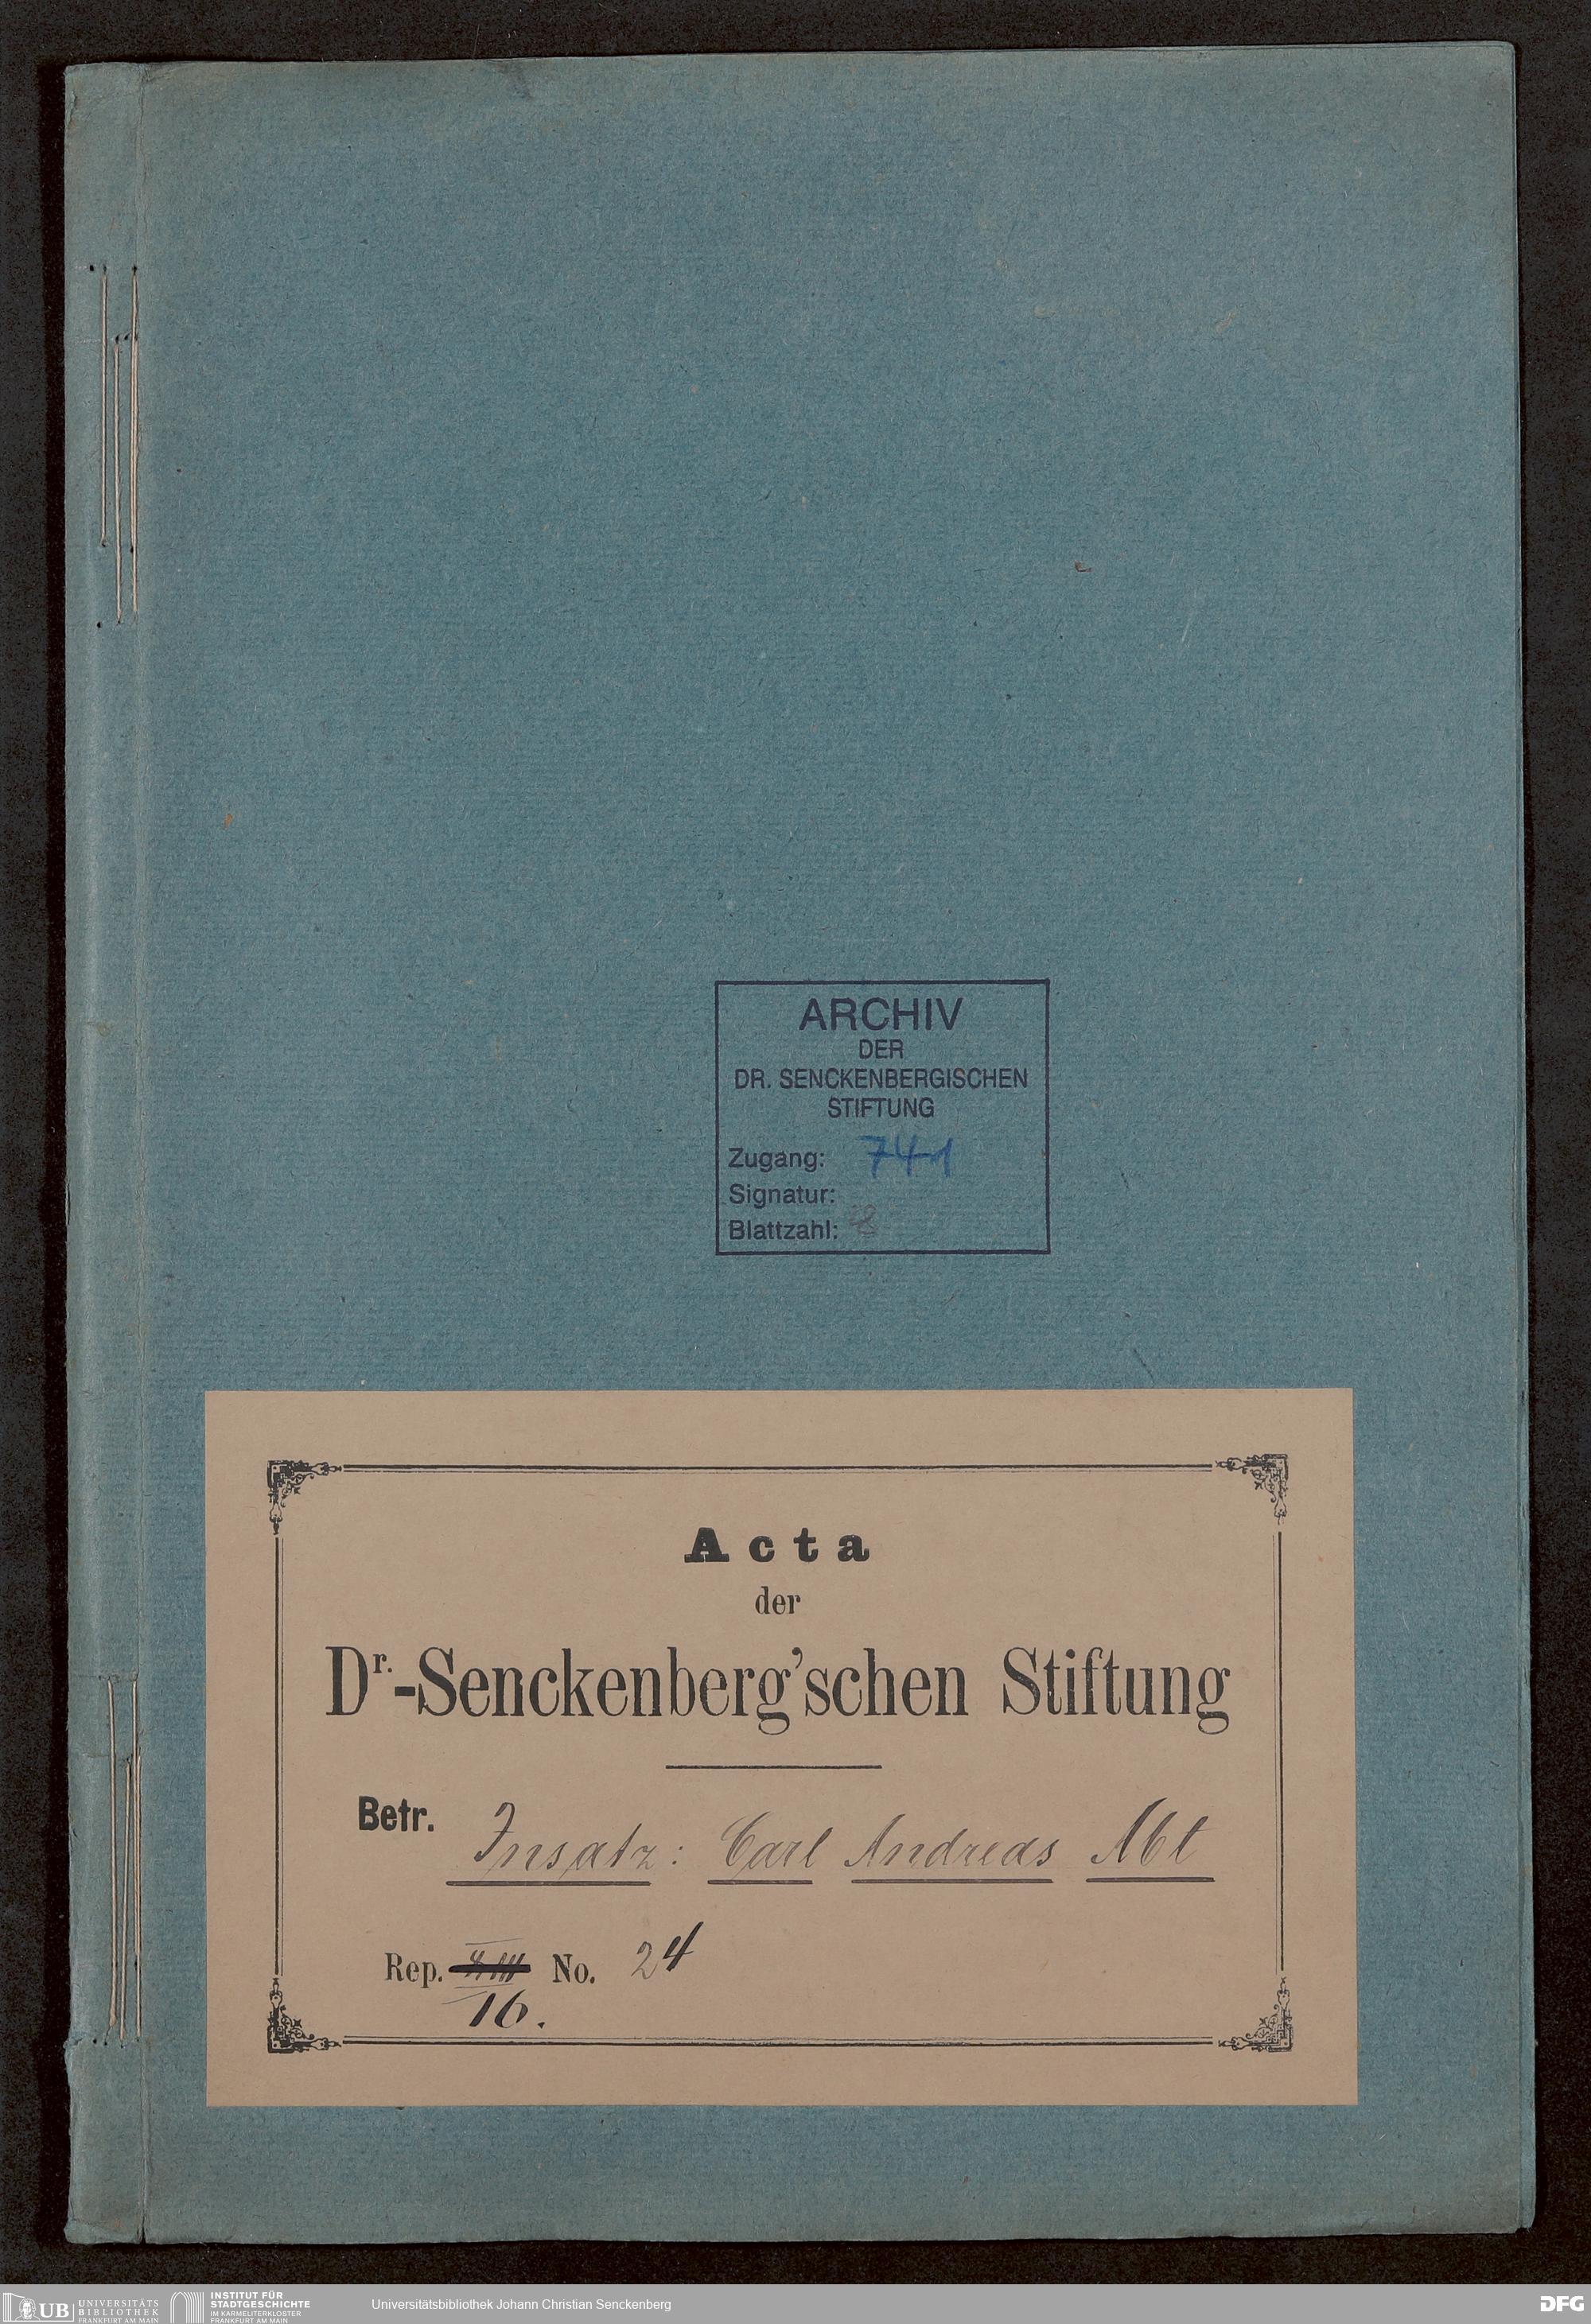 ARCHIV
DER
DR. SENCKENBERGISCHEN
STIFTUNG
Zugang: 741
Signatur:
Blattzahl:
Acta
der
Dr.-Senckenberg'schen Stiftung
Betr. Insatz: Carl Andreas Abt
Rep. No. 24
16.
UB UNIVERSITÄTS
BIBLIOTHEK
FRANKFURT AM MAIN
INSTITUT FÜR
STADTGESCHICHTE
IM KARMELITERKLOSTER
FRANKFURT AM MAIN
Universitätsbibliothek Johann Christian Senckenberg
DFG